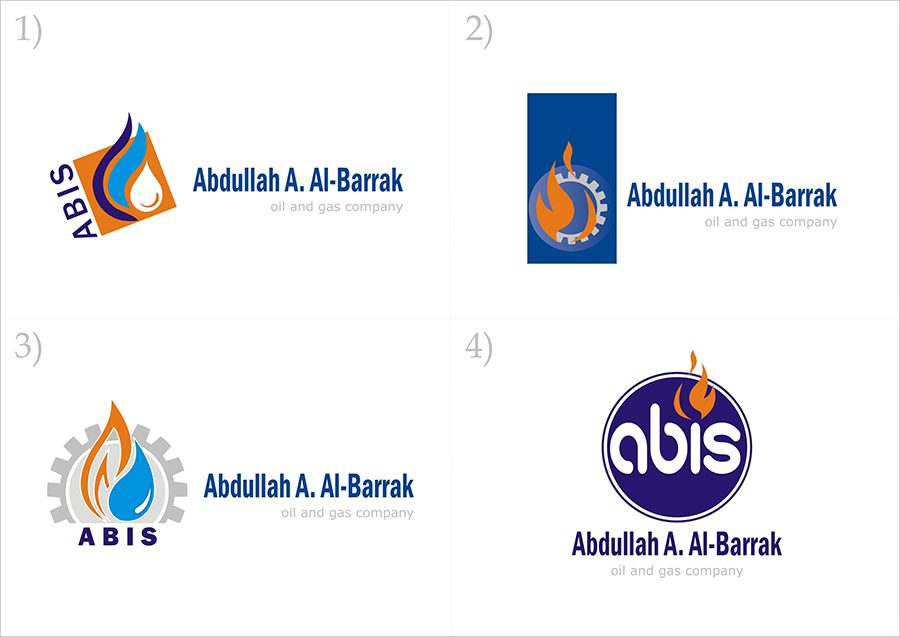 1)
ABIS
Abdullah A. Al-Barrak
oil and gas company
2)
Abdullah A. Al-Barrak
oil and gas company
3)
ABIS
Abdullah A. Al-Barrak
oil and gas company
4)
abis
Abdullah A. Al-Barrak
oil and gas company